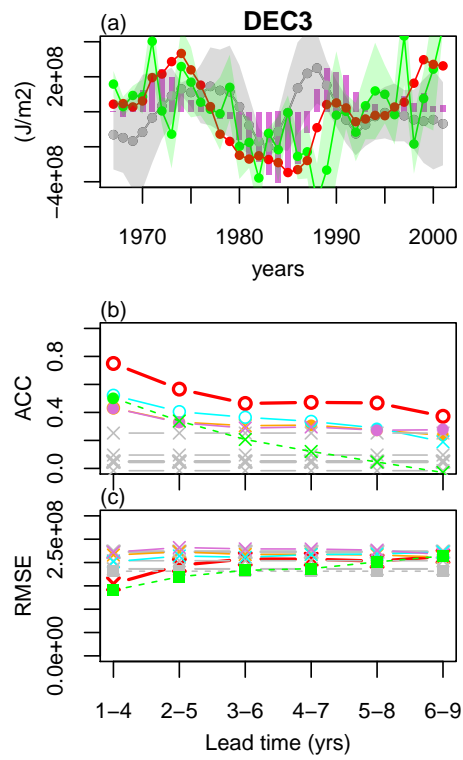 DEC3
(a)
2e+08
−4e+08
(J/m2)
1970
1980
1990
2000
years
(b)
0.8
0.4
0.0
ACC
(c)
2.5e+08
0.0e+00
RMSE
1−4
2−5
3−6
4−7
5−8
6−9
Lead time (yrs)